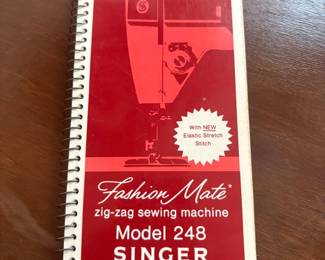 S
With NEW
Elastic Stretch
Stitch
Fashion Mate*
zig-zag sewing machine
Model 248
SINGER